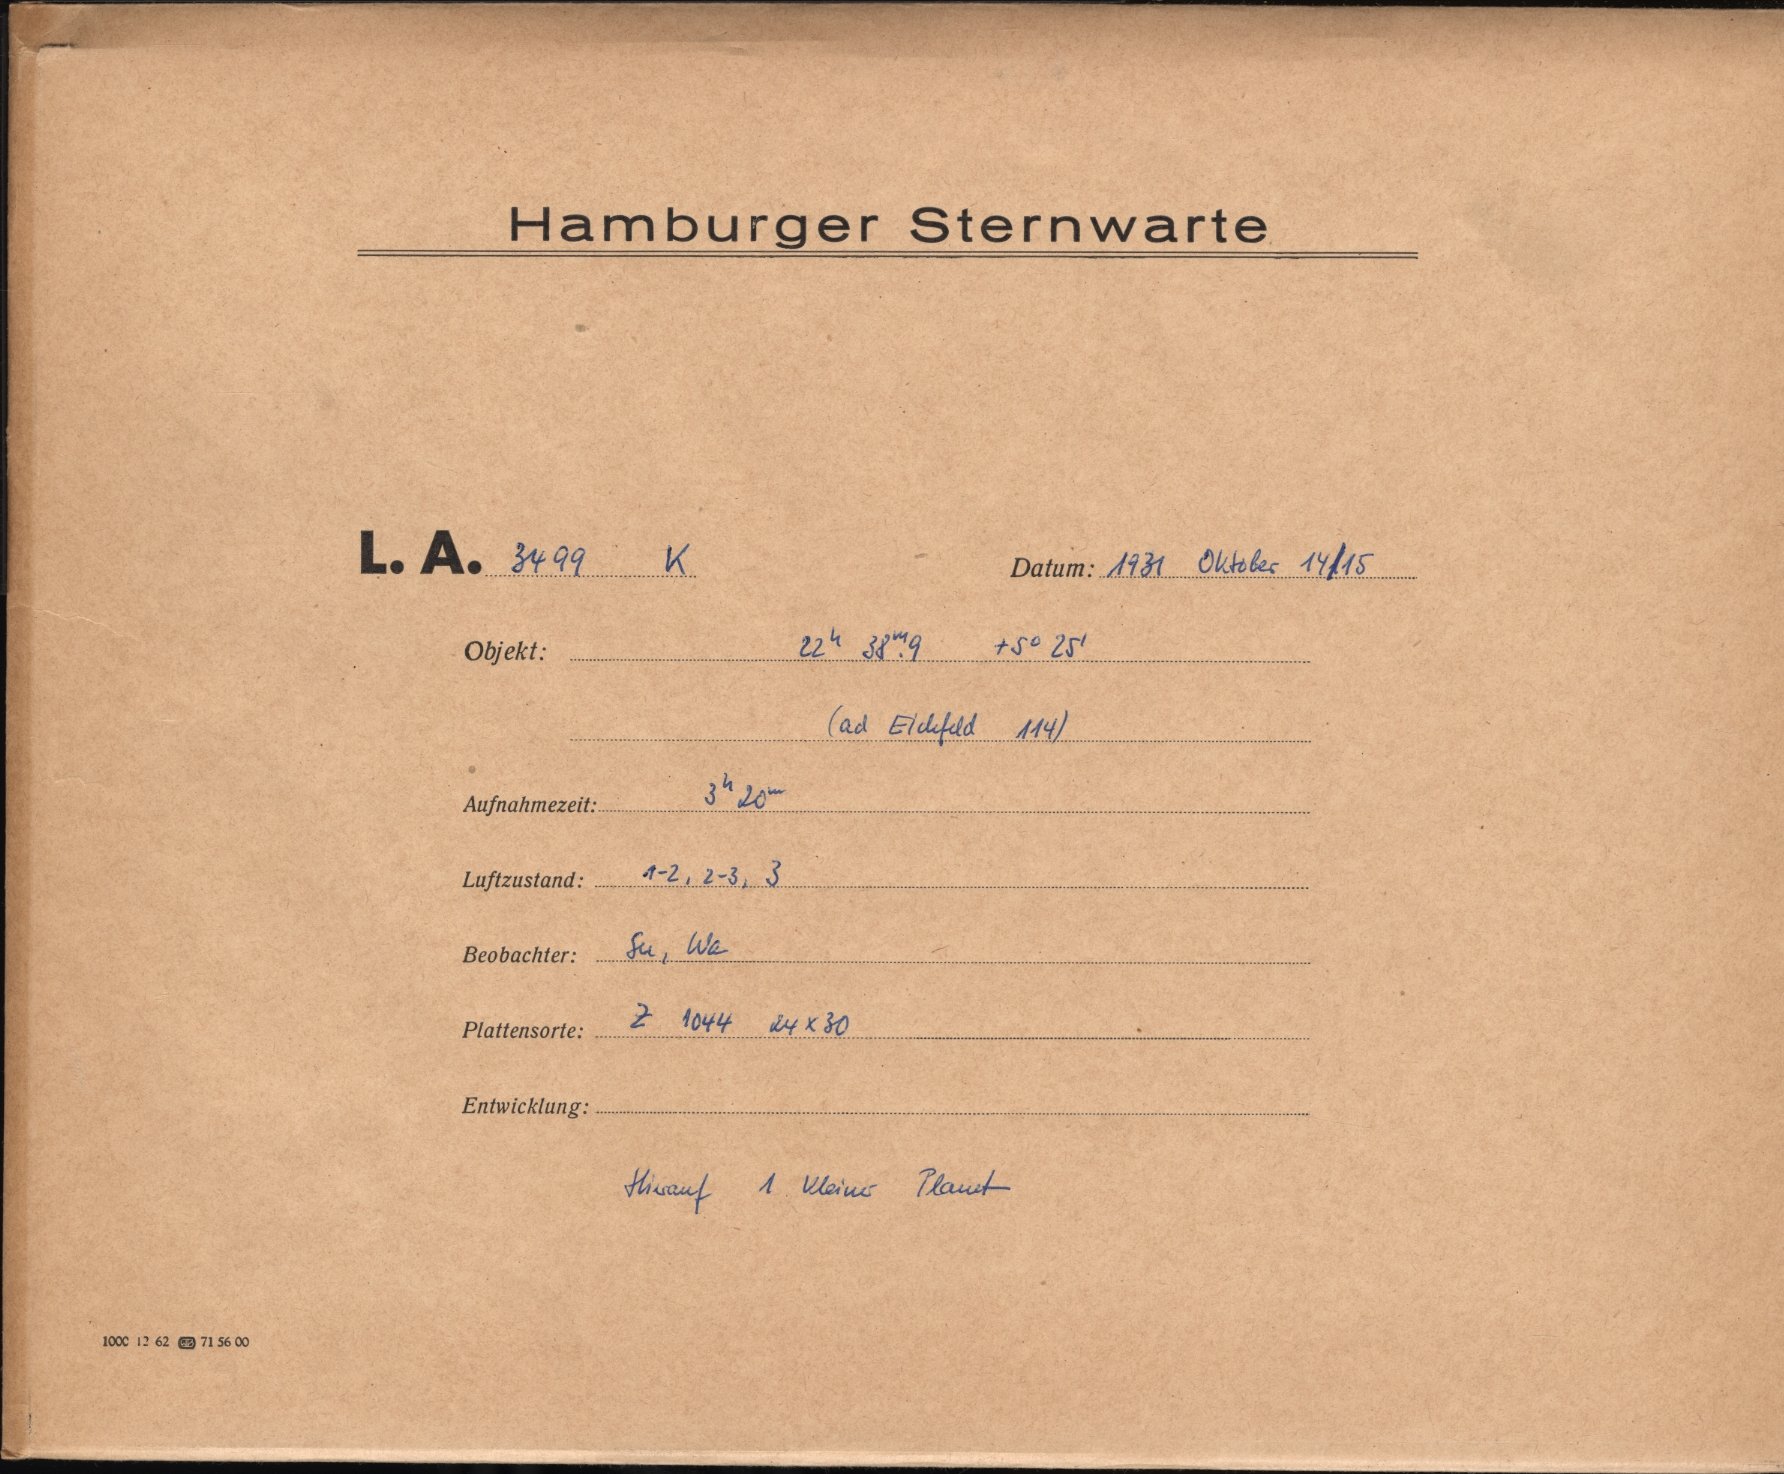 Hamburger Sternwarte
L. A. 3499 K Datum: 1931 Oktober 14/15
Objekt: 22h 38m.9 +5° 25'
(ad Eichfeld 114)
Aufnahmezeit: 3h 20m
Luftzustand: 1-2, 2-3, 3
Beobachter: Su, Wa
Plattensorte: Z 1044 24 x 30
Entwicklung:
Hierauf 1 kleiner Planet
1000 12 62 71 56 00